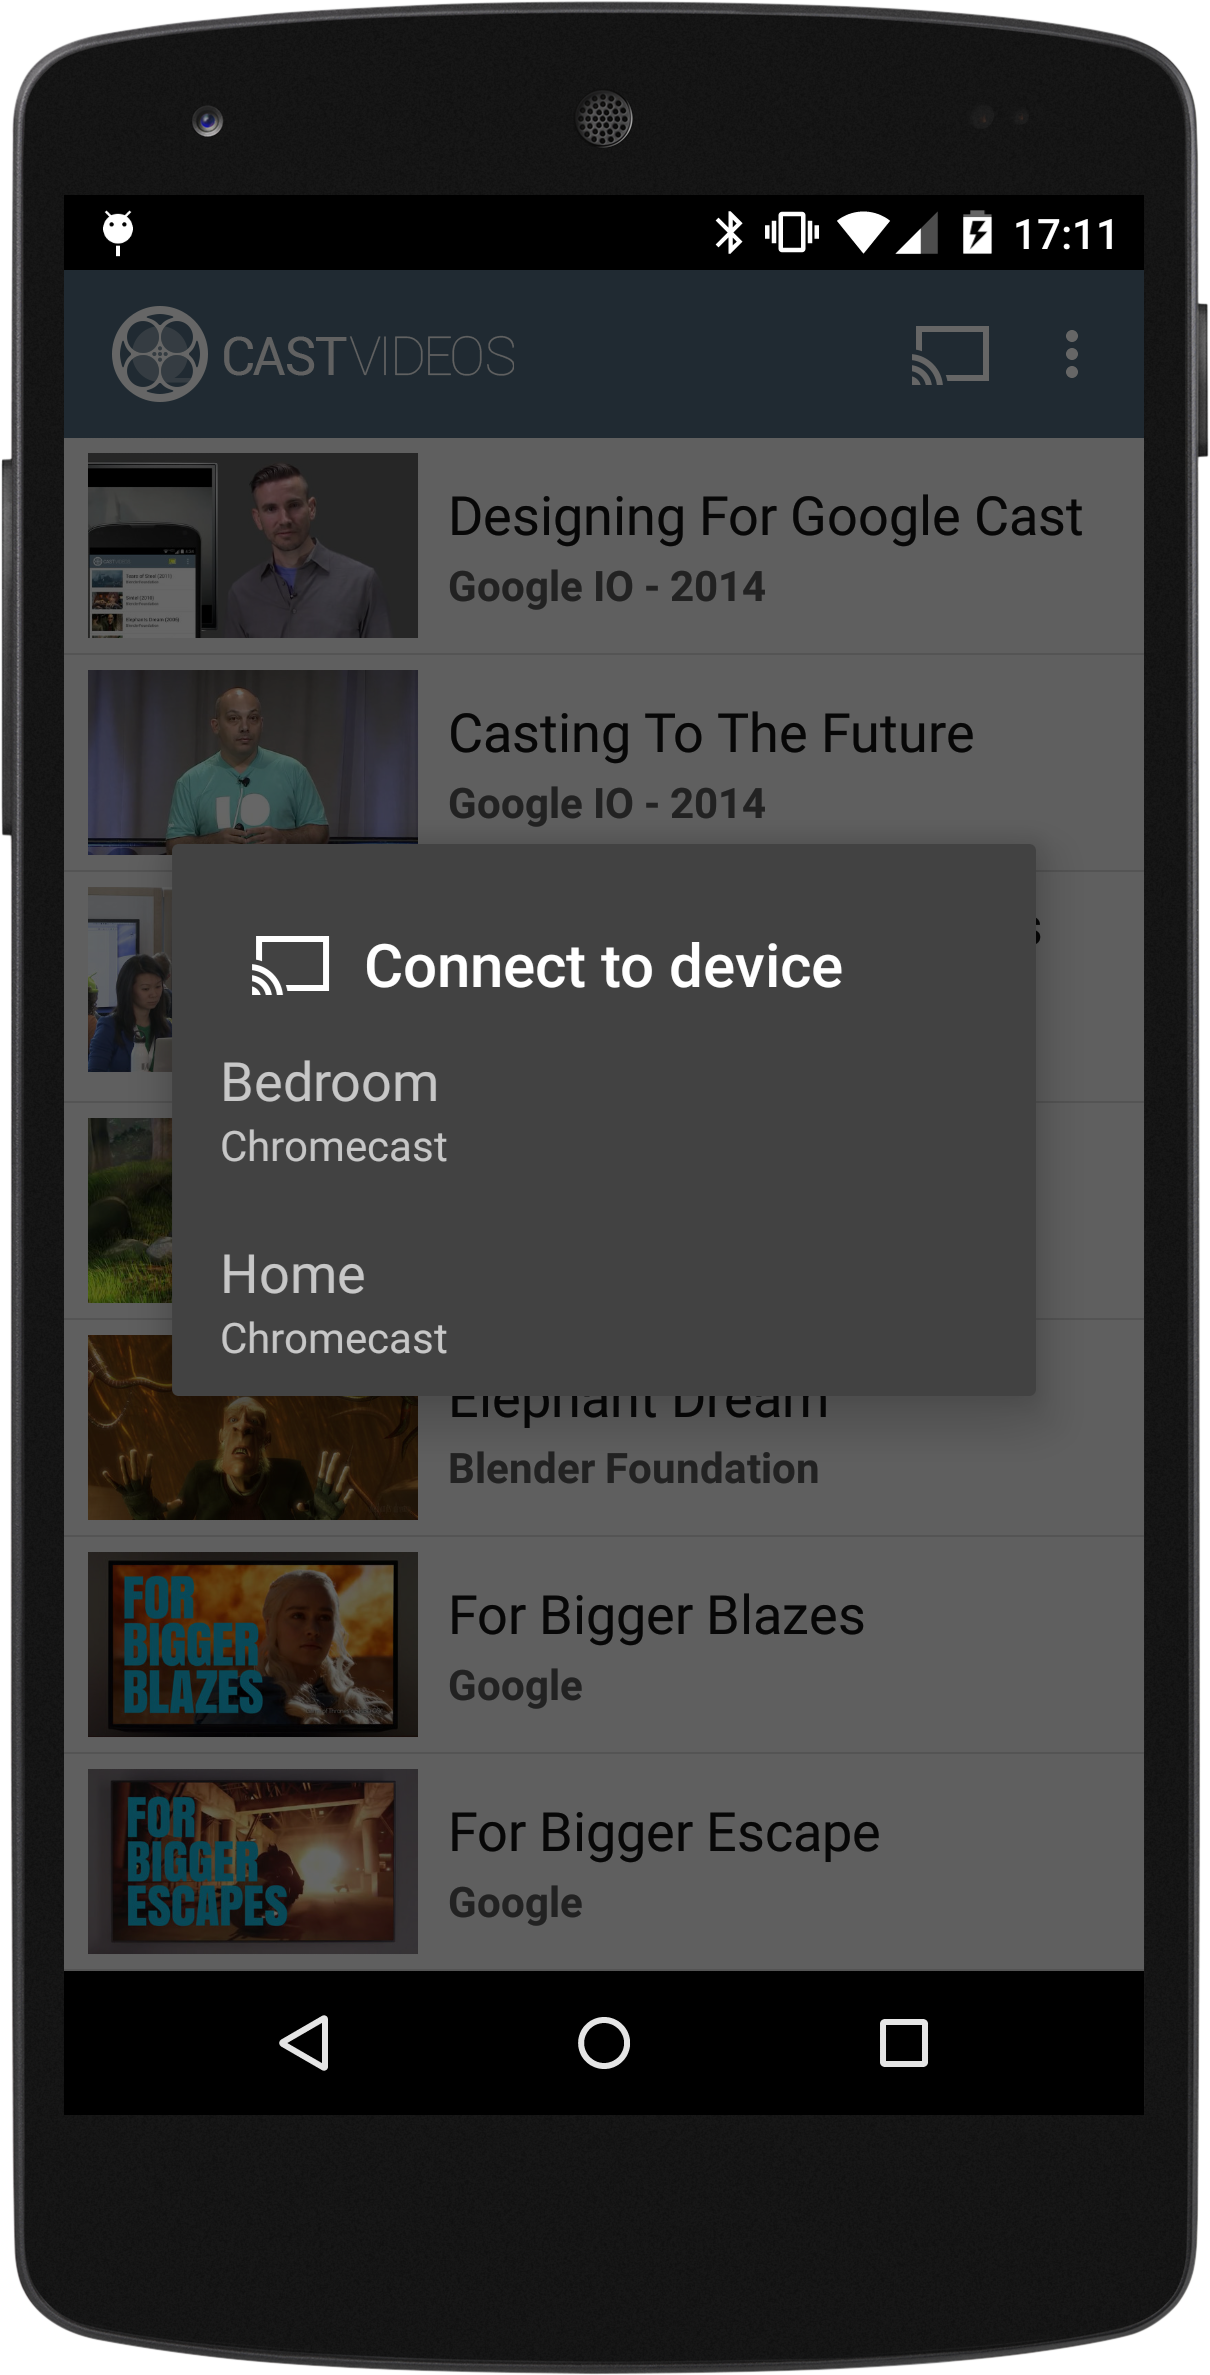 17:11
CASTVIDEOS
Designing For Google Cast
Google IO - 2014
Casting To The Future
Google IO - 2014
Connect to device
Bedroom
Chromecast
Home
Chromecast
Elephant Dream
Blender Foundation
FOR
BIGGER
BLAZES
For Bigger Blazes
Google
FOR
BIGGER
ESCAPES
For Bigger Escape
Google